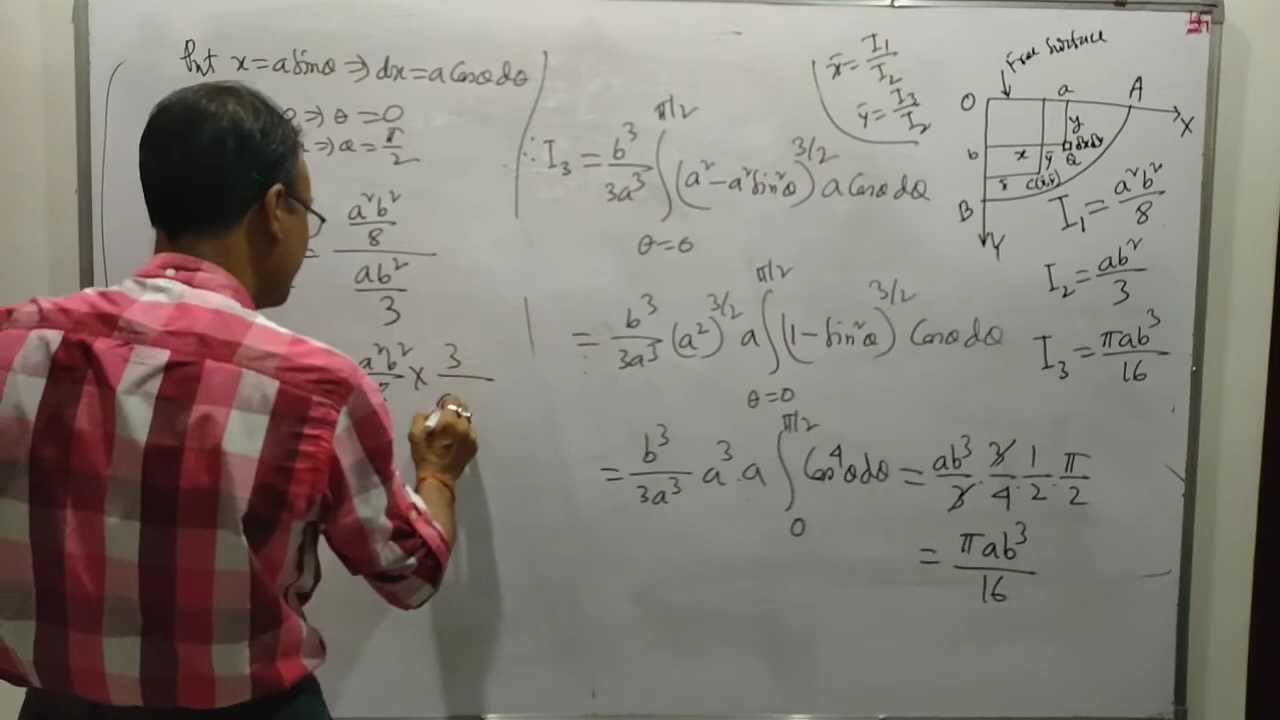 Put x = a sinθ ⇒ dx = a Cosθ dθ
⇒ θ = 0
⇒ θ = π/2
= (a²b²/8) / (ab²/3)
a²b² × 3
∴ I₃ = b³/3a³ ∫_{θ=0}^{π/2} (a² – a² sin²θ)^{3/2} a Cosθ dθ
= b³/3a³ (a²)^{3/2} a ∫_{θ=0}^{π/2} (1 – sin²θ)^{3/2} Cosθ dθ
= b³/3a³ a³ . a ∫_0^{π/2} Cos⁴θ dθ = ab³/3 . 3/4 . 1/2 . π/2
= πab³/16
x̄ = I₁/I₂
ȳ = I₃/I₂
Free surface
O a A
X
y
b x ȳ Q dxdy
x̄ C(x̄,ȳ)
B
Y
I₁ = a²b²/8
I₂ = ab²/3
I₃ = πab³/16